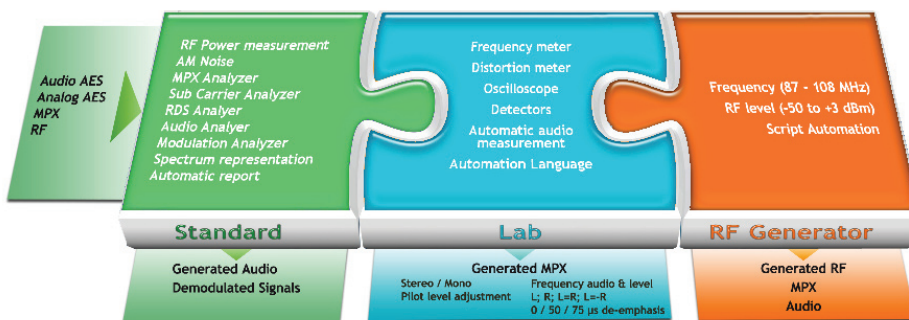 Audio AES
Analog AES
MPX
RF
RF Power measurement
AM Noise
MPX Analyzer
Sub Carrier Analyzer
RDS Analyer
Audio Analyer
Modulation Analyzer
Spectrum representation
Automatic report
Standard
Generated Audio
Demodulated Signals
Frequency meter
Distortion meter
Oscilloscope
Detectors
Automatic audio
measurement
Automation Language
Lab
Generated MPX
Stereo / Mono
Pilot level adjustment
Frequency audio & level
L; R; L=R; L=-R
0 / 50 / 75 µs de-emphasis
Frequency (87 - 108 MHz)
RF level (-50 to +3 dBm)
Script Automation
RF Generator
Generated RF
MPX
Audio